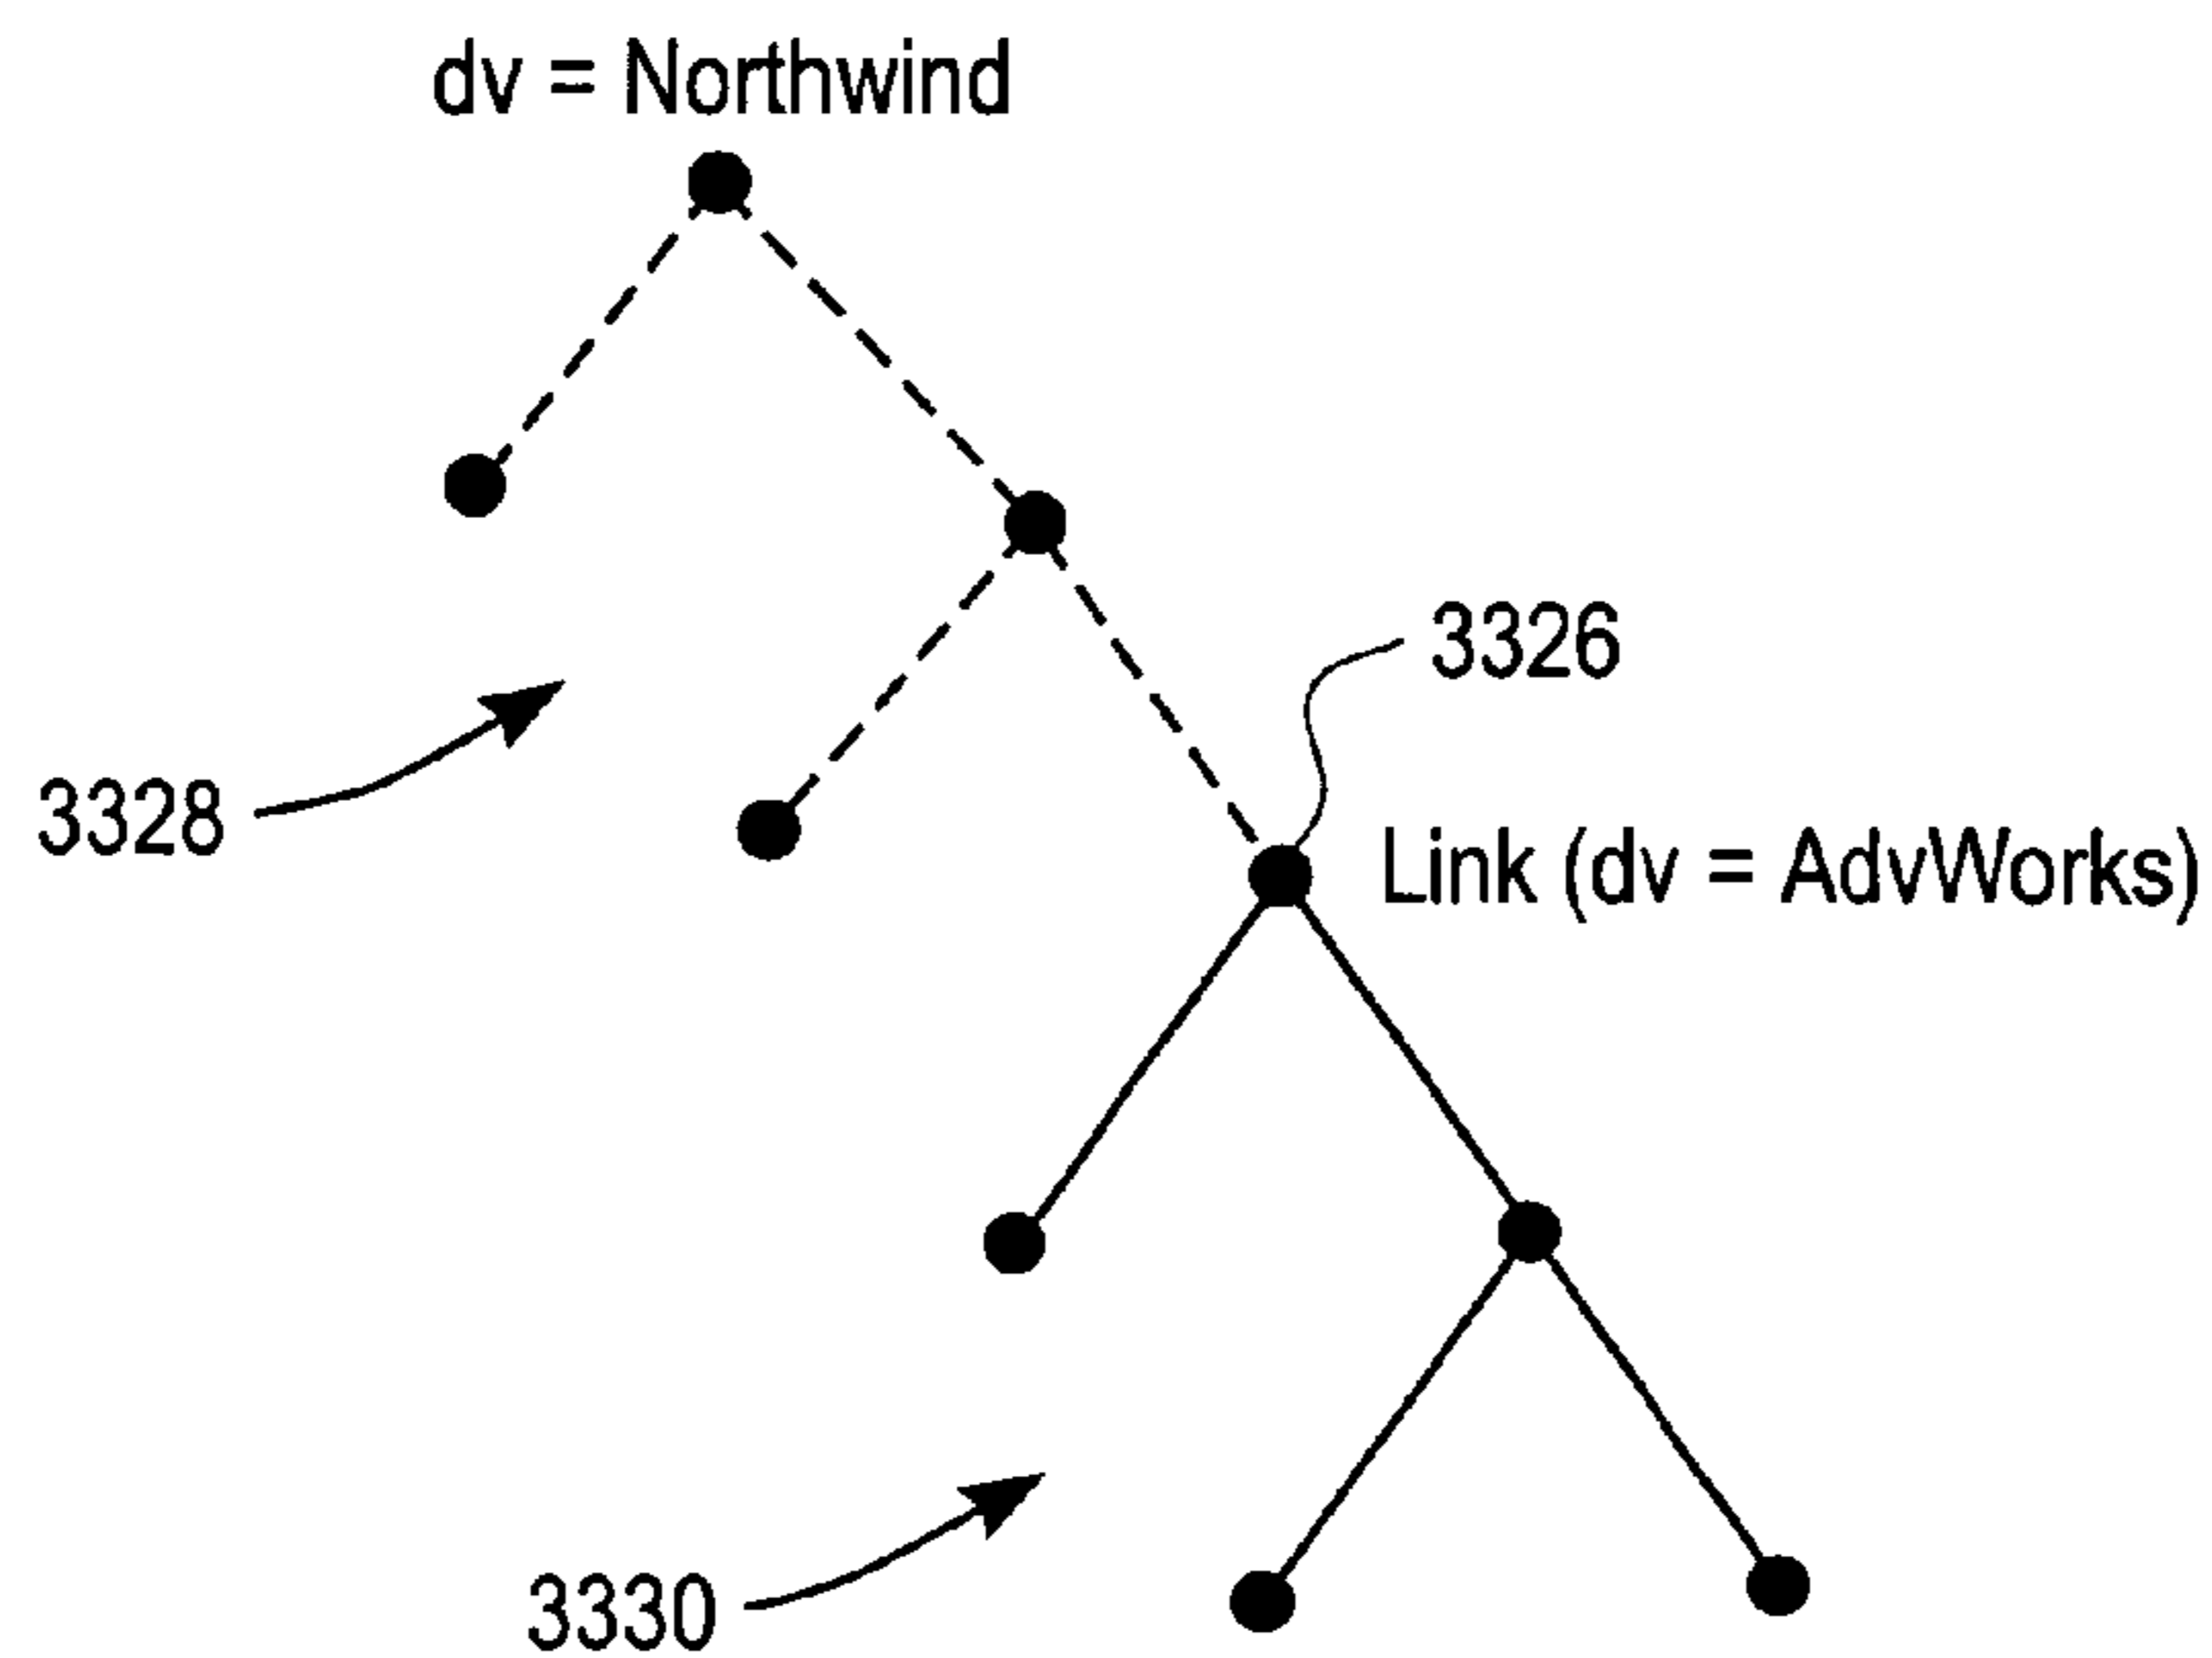 dv = Northwind
3326
3328
Link (dv = AdvWorks)
3330